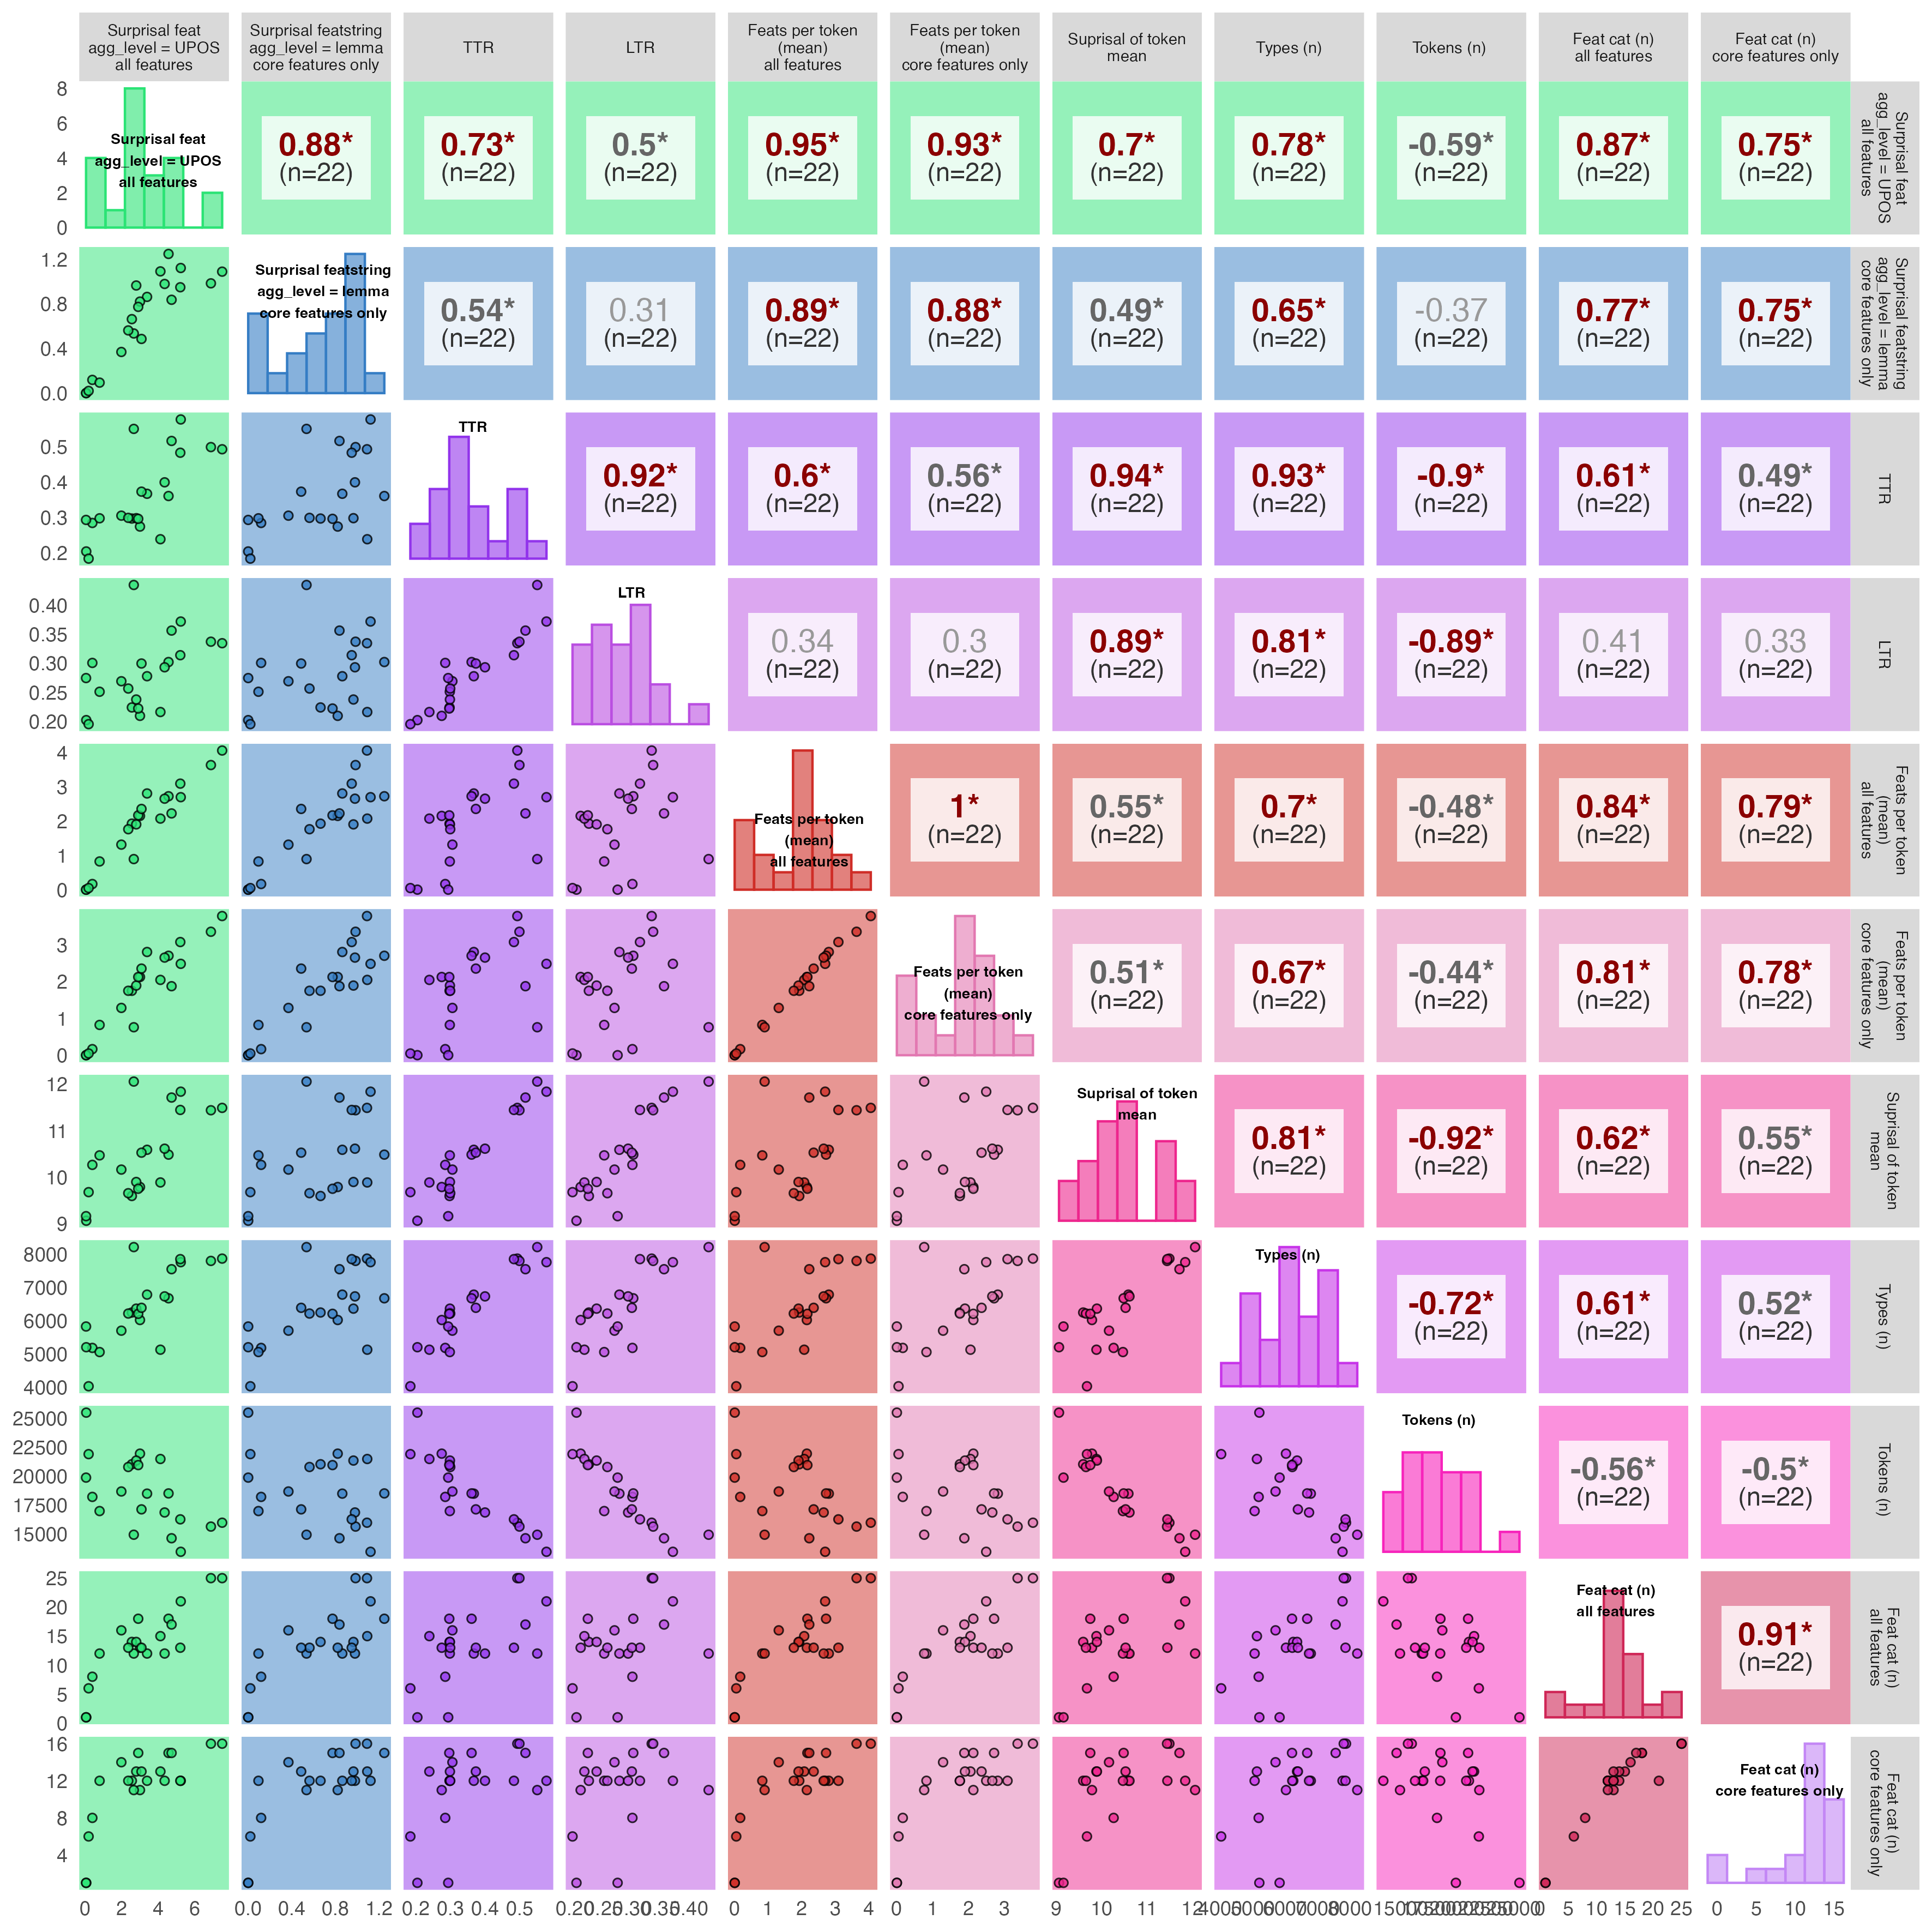 Surprisal feat
agg_level = UPOS
all features
Surprisal featstring
agg_level = lemma
core features only
TTR
LTR
Feats per token
(mean)
all features
Feats per token
(mean)
core features only
Suprisal of token
mean
Types (n)
Tokens (n)
Feat cat (n)
all features
Feat cat (n)
core features only
8
6
4
2
0
Surprisal feat
agg_level = UPOS
all features
0.88*
(n=22)
0.73*
(n=22)
0.5*
(n=22)
0.95*
(n=22)
0.93*
(n=22)
0.7*
(n=22)
0.78*
(n=22)
-0.59*
(n=22)
0.87*
(n=22)
0.75*
(n=22)
Surprisal feat
agg_level = UPOS
all features
1.2
0.8
0.4
0.0
Surprisal featstring
agg_level = lemma
core features only
0.54*
(n=22)
0.31
(n=22)
0.89*
(n=22)
0.88*
(n=22)
0.49*
(n=22)
0.65*
(n=22)
-0.37
(n=22)
0.77*
(n=22)
0.75*
(n=22)
Surprisal featstring
agg_level = lemma
core features only
0.5
0.4
0.3
0.2
TTR
0.92*
(n=22)
0.6*
(n=22)
0.56*
(n=22)
0.94*
(n=22)
0.93*
(n=22)
-0.9*
(n=22)
0.61*
(n=22)
0.49*
(n=22)
TTR
0.40
0.35
0.30
0.25
0.20
LTR
0.34
(n=22)
0.3
(n=22)
0.89*
(n=22)
0.81*
(n=22)
-0.89*
(n=22)
0.41
(n=22)
0.33
(n=22)
LTR
4
3
2
1
0
Feats per token
(mean)
all features
1*
(n=22)
0.55*
(n=22)
0.7*
(n=22)
-0.48*
(n=22)
0.84*
(n=22)
0.79*
(n=22)
Feats per token
(mean)
all features
3
2
1
0
Feats per token
(mean)
core features only
0.51*
(n=22)
0.67*
(n=22)
-0.44*
(n=22)
0.81*
(n=22)
0.78*
(n=22)
Feats per token
(mean)
core features only
12
11
10
9
Suprisal of token
mean
0.81*
(n=22)
-0.92*
(n=22)
0.62*
(n=22)
0.55*
(n=22)
Suprisal of token
mean
8000
7000
6000
5000
4000
Types (n)
-0.72*
(n=22)
0.61*
(n=22)
0.52*
(n=22)
Types (n)
25000
22500
20000
17500
15000
Tokens (n)
-0.56*
(n=22)
-0.5*
(n=22)
Tokens (n)
25
20
15
10
5
0
Feat cat (n)
all features
0.91*
(n=22)
Feat cat (n)
all features
16
12
8
4
Feat cat (n)
core features only
Feat cat (n)
core features only
0 2 4 6
0.0 0.4 0.8 1.2
0.2 0.3 0.4 0.5
0.20 0.25 0.30 0.35 0.40
0 1 2 3 4
0 1 2 3
9 10 11 12
4000 5000 6000 7000 8000
15000 17500 20000 22500 25000
0 5 10 15 20 25
0 5 10 15